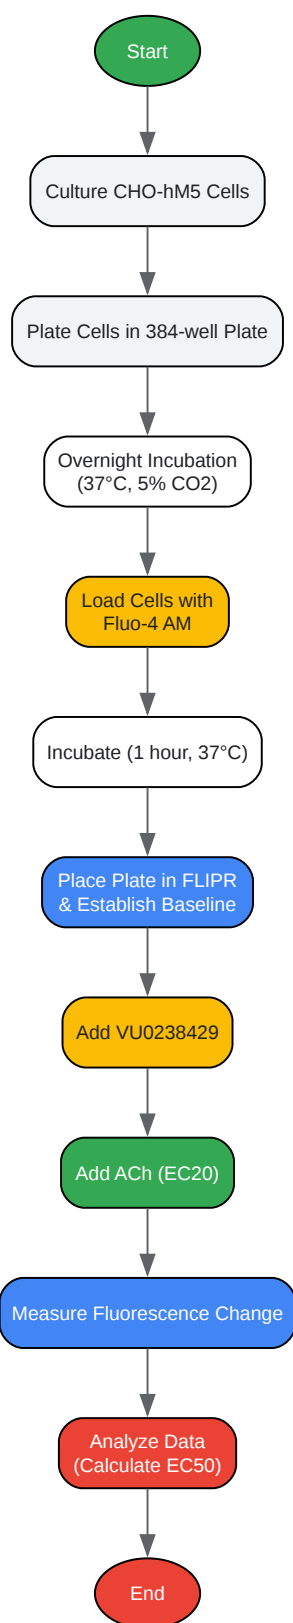 Start
Culture CHO-hM5 Cells
Plate Cells in 384-well Plate
Overnight Incubation
(37°C, 5% CO2)
Load Cells with
Fluo-4 AM
Incubate (1 hour, 37°C)
Place Plate in FLIPR
& Establish Baseline
Add VU0238429
Add ACh (EC20)
Measure Fluorescence Change
Analyze Data
(Calculate EC50)
End